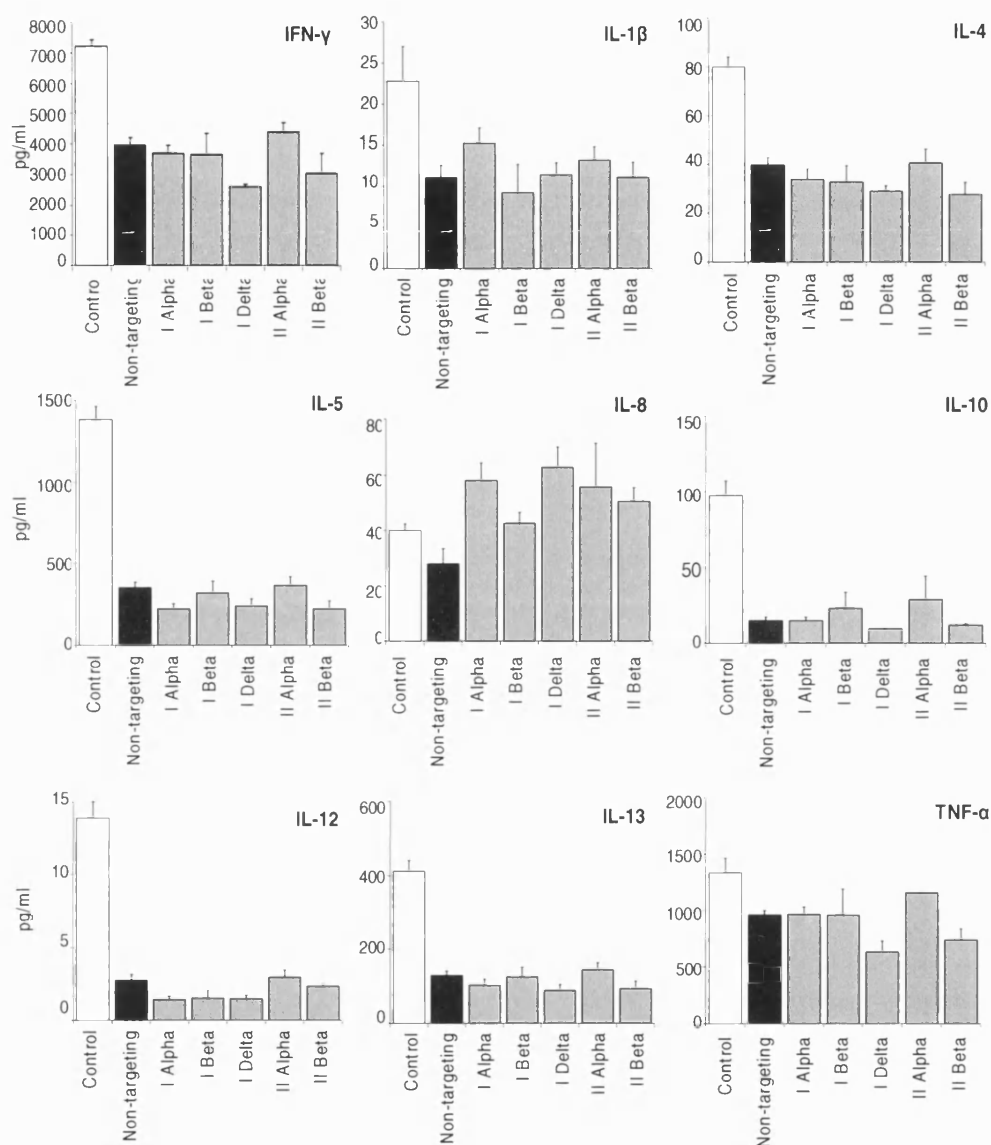 IFN-γ
8000
7000
6000
5000
4000
3000
2000
1000
0
pg/ml
Contro
Non-targeting
I Alpha
I Beta
I Delta
II Alpha
II Beta
IL-1β
30
25
20
15
10
5
0
Control
Non-targeting
I Alpha
I Beta
I Delta
II Alpha
II Beta
IL-4
100
80
60
40
20
0
Control
Non-targeting
I Alpha
I Beta
I Delta
II Alpha
II Beta
IL-5
1500
1000
500
0
pg/ml
Control
Non-targeting
I Alpha
I Beta
I Delta
II Alpha
II Beta
IL-8
80
60
40
20
0
Control
Non-targeting
I Alpha
I Beta
I Delta
II Alpha
II Beta
IL-10
150
100
50
0
Control
Non-targeting
I Alpha
I Beta
I Delta
II Alpha
II Beta
IL-12
15
10
5
0
pg/ml
Control
Non-targeting
I Alpha
I Beta
I Delta
II Alpha
II Beta
IL-13
600
400
200
0
Control
Non-targeting
I Alpha
I Beta
I Delta
II Alpha
II Beta
TNF-α
2000
1500
1000
500
0
Control
Non-targeting
I Alpha
I Beta
I Delta
II Alpha
II Beta